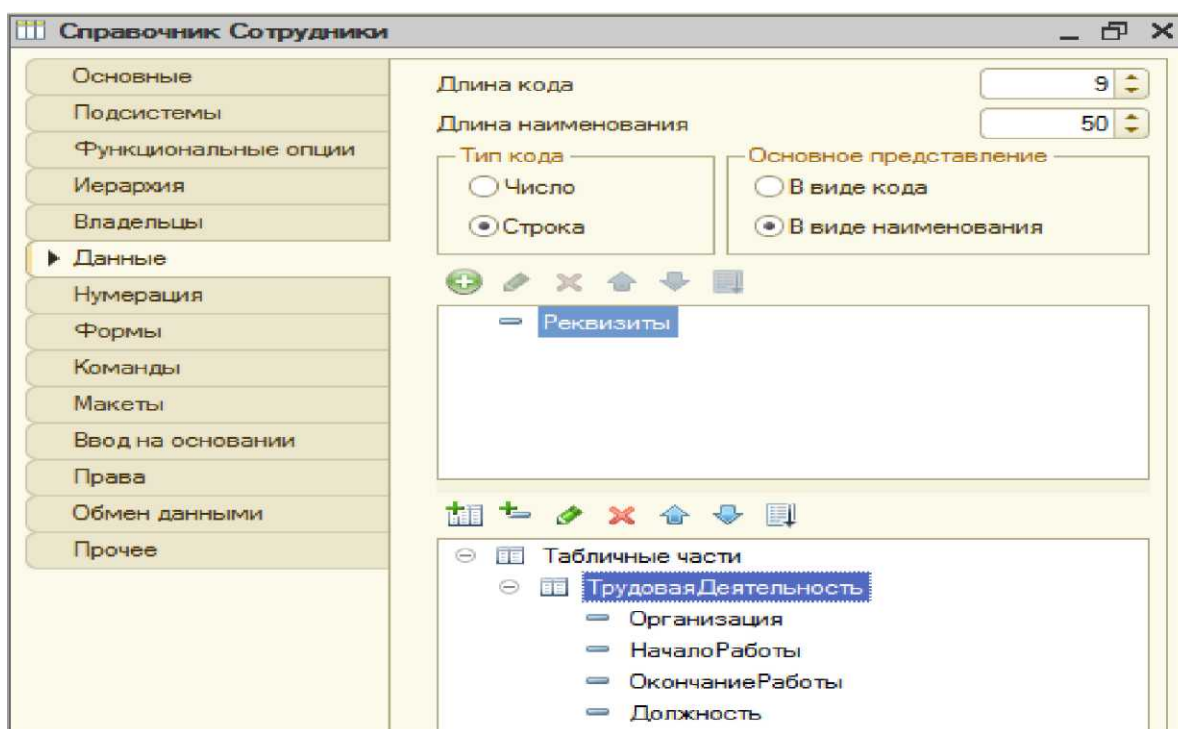 Справочник Сотрудники
Основные
Подсистемы
Функциональные опции
Иерархия
Владельцы
Данные
Нумерация
Формы
Команды
Макеты
Ввод на основании
Права
Обмен данными
Прочее
Длина кода 9
Длина наименования 50
Тип кода
Число
Строка
Основное представление
В виде кода
В виде наименования
Реквизиты
Табличные части
ТрудоваяДеятельность
Организация
НачалоРаботы
ОкончаниеРаботы
Должность